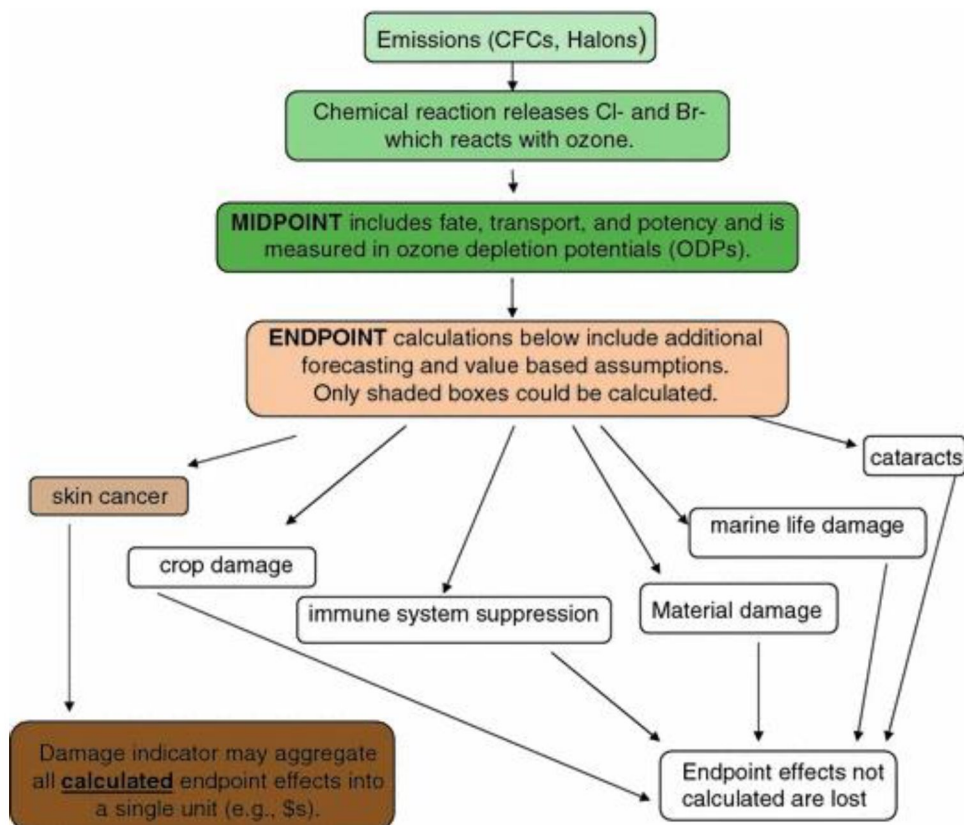 Emissions (CFCs, Halons)
Chemical reaction releases Cl- and Br-
which reacts with ozone.
MIDPOINT includes fate, transport, and potency and is
measured in ozone depletion potentials (ODPs).
ENDPOINT calculations below include additional
forecasting and value based assumptions.
Only shaded boxes could be calculated.
cataracts
skin cancer
marine life damage
crop damage
immune system suppression
Material damage
Damage indicator may aggregate
all calculated endpoint effects into
a single unit (e.g., $s).
Endpoint effects not
calculated are lost